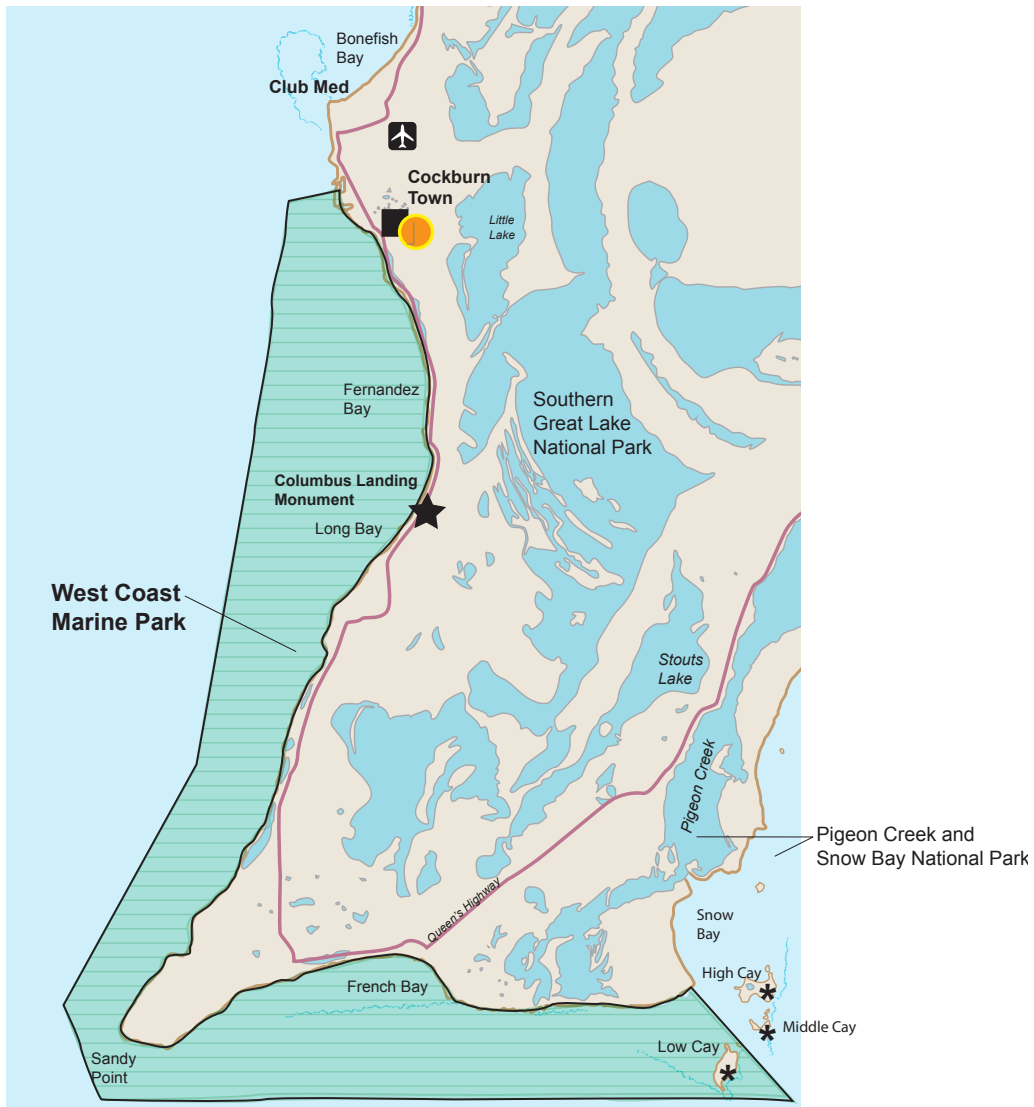 Bonefish
Bay
Club Med
Cockburn
Town
Little
Lake
Fernandez
Bay
Southern
Great Lake
National Park
Columbus Landing
Monument
Long Bay
West Coast
Marine Park
Stouts
Lake
Pigeon Creek
Pigeon Creek and
Snow Bay National Park
Queen's Highway
Snow
Bay
High Cay
French Bay
Middle Cay
Low Cay
Sandy
Point